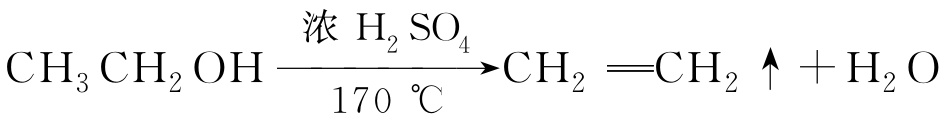 浓 H₂SO₄
CH₃CH₂OH⟶CH₂═CH₂↑+H₂O
170 ℃